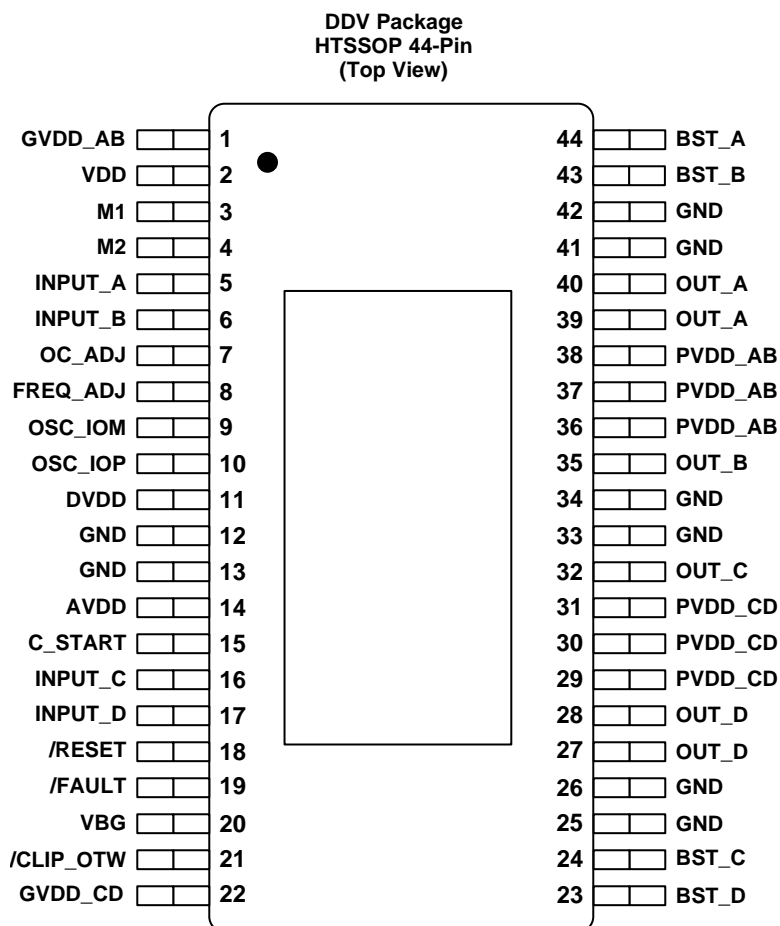 DDV Package
HTSSOP 44-Pin
(Top View)
GVDD_AB 1 44 BST_A
VDD 2 43 BST_B
M1 3 42 GND
M2 4 41 GND
INPUT_A 5 40 OUT_A
INPUT_B 6 39 OUT_A
OC_ADJ 7 38 PVDD_AB
FREQ_ADJ 8 37 PVDD_AB
OSC_IOM 9 36 PVDD_AB
OSC_IOP 10 35 OUT_B
DVDD 11 34 GND
GND 12 33 GND
GND 13 32 OUT_C
AVDD 14 31 PVDD_CD
C_START 15 30 PVDD_CD
INPUT_C 16 29 PVDD_CD
INPUT_D 17 28 OUT_D
/RESET 18 27 OUT_D
/FAULT 19 26 GND
VBG 20 25 GND
/CLIP_OTW 21 24 BST_C
GVDD_CD 22 23 BST_D